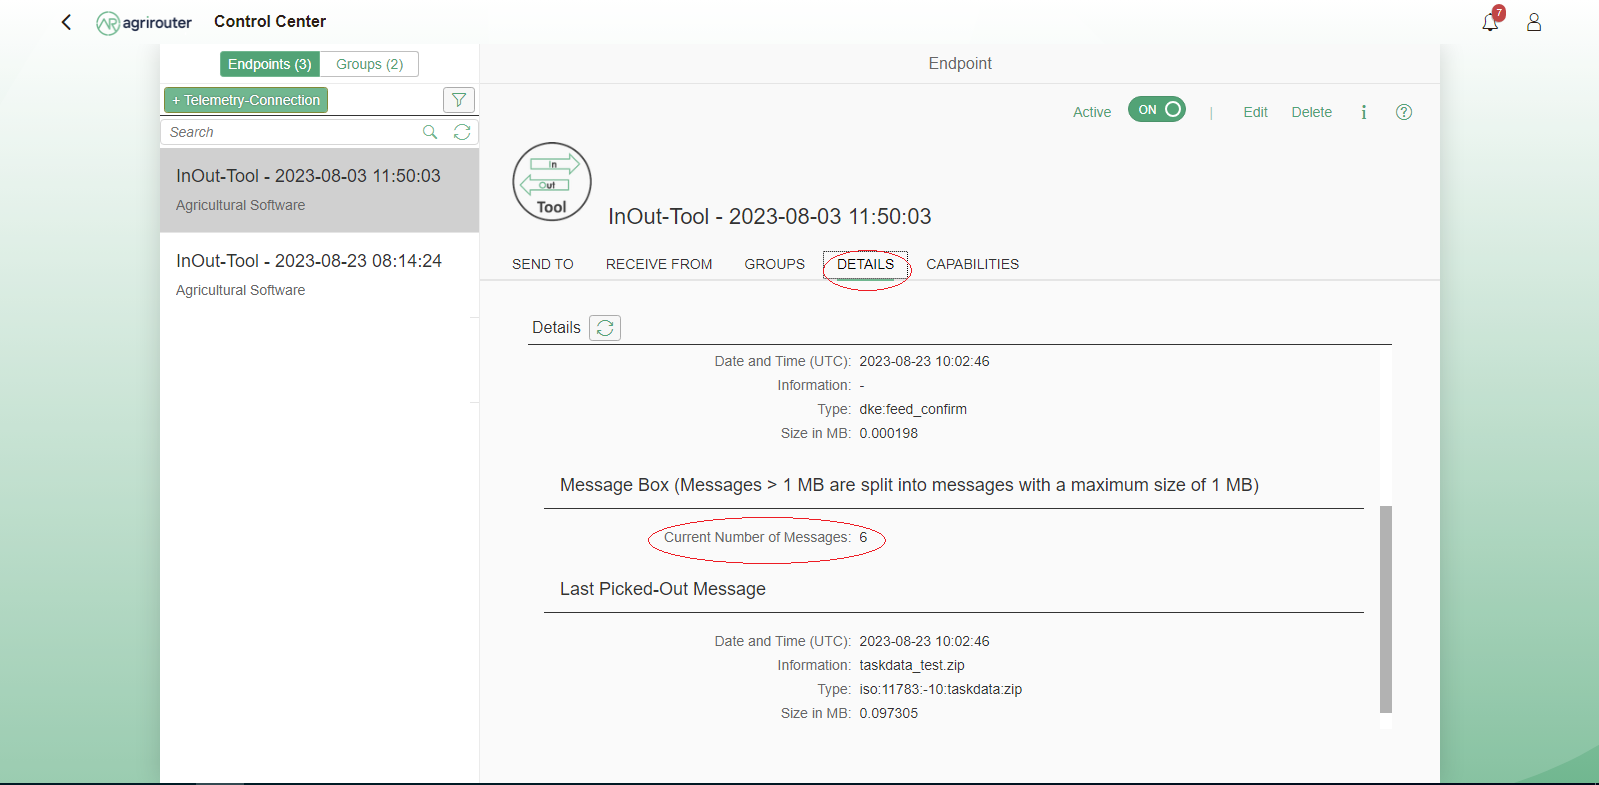 agrirouter Control Center 7
Endpoints (3) Groups (2)
+ Telemetry-Connection
Search
InOut-Tool - 2023-08-03 11:50:03
Agricultural Software
InOut-Tool - 2023-08-23 08:14:24
Agricultural Software
Endpoint
Active ON | Edit Delete i ?
In
Out
Tool
InOut-Tool - 2023-08-03 11:50:03
SEND TO RECEIVE FROM GROUPS DETAILS CAPABILITIES
Details
Date and Time (UTC): 2023-08-23 10:02:46
Information: -
Type: dke:feed_confirm
Size in MB: 0.000198
Message Box (Messages > 1 MB are split into messages with a maximum size of 1 MB)
Current Number of Messages: 6
Last Picked-Out Message
Date and Time (UTC): 2023-08-23 10:02:46
Information: taskdata_test.zip
Type: iso:11783:-10:taskdata:zip
Size in MB: 0.097305